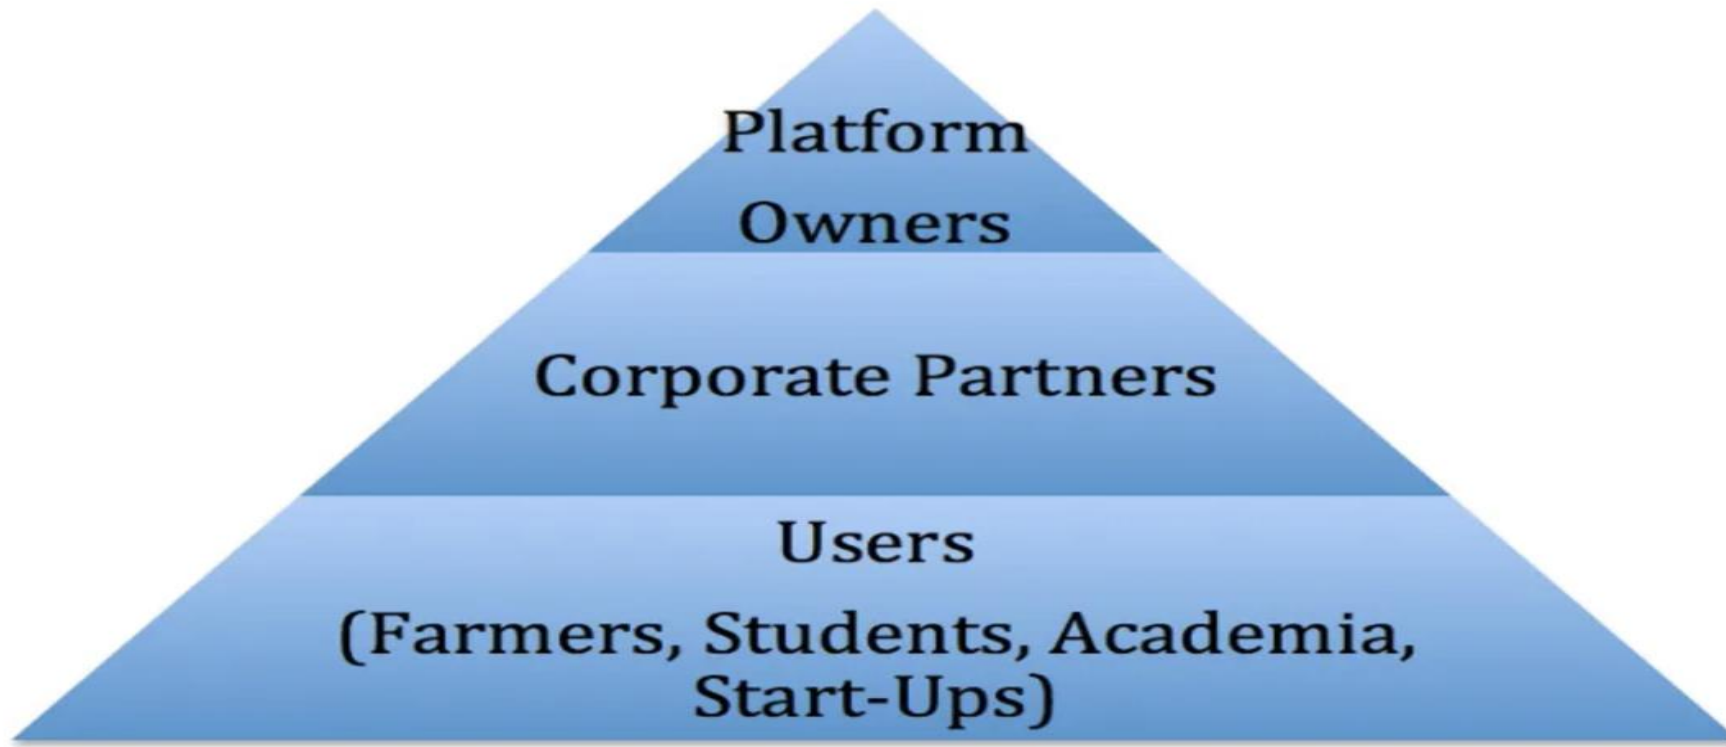 Platform
Owners
Corporate Partners
Users
(Farmers, Students, Academia,
Start-Ups)